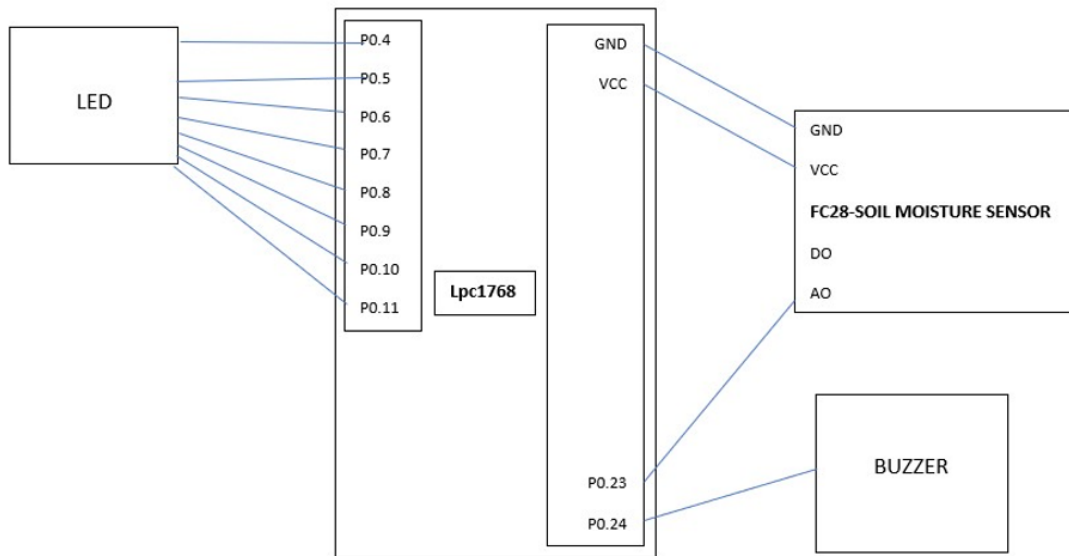 LED
P0.4
P0.5
P0.6
P0.7
P0.8
P0.9
P0.10
P0.11
Lpc1768
GND
VCC
P0.23
P0.24
GND
VCC
FC28-SOIL MOISTURE SENSOR
DO
AO
BUZZER